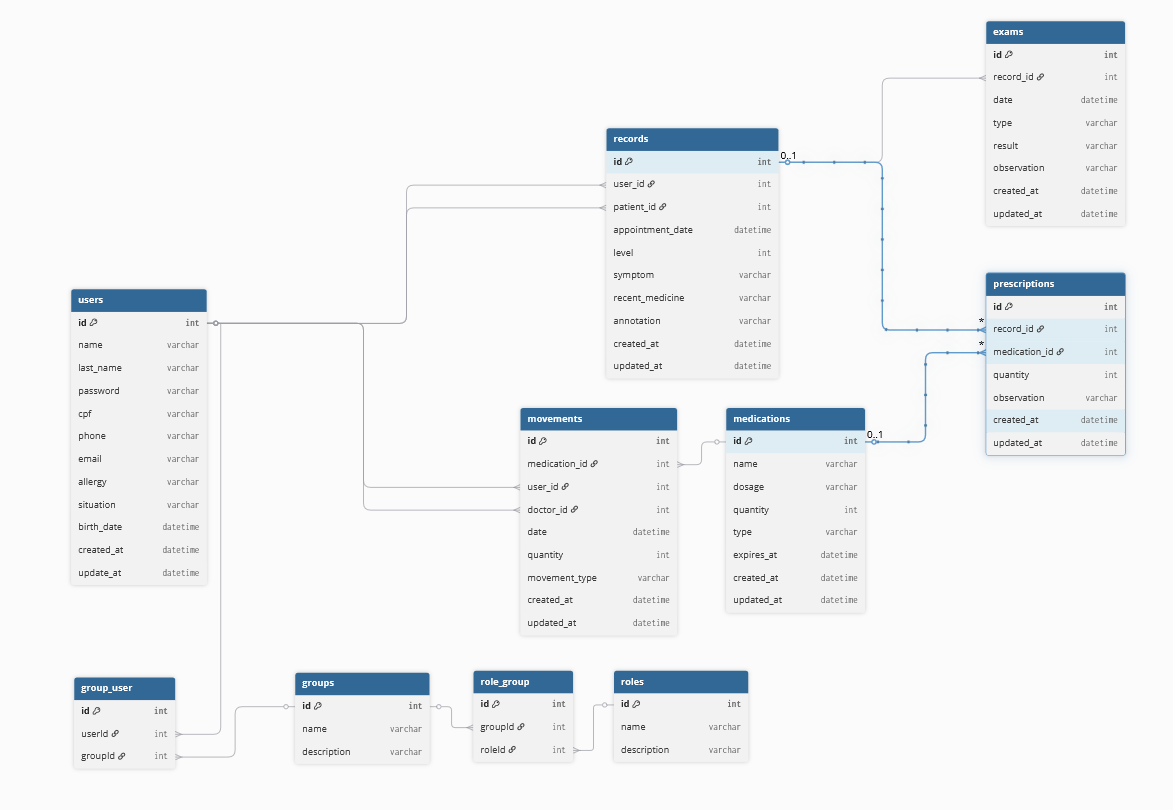 exams
id int
record_id int
date datetime
type varchar
result varchar
observation varchar
created_at datetime
updated_at datetime
records
id int
user_id int
patient_id int
appointment_date datetime
level int
symptom varchar
recent_medicine varchar
annotation varchar
created_at datetime
updated_at datetime
0..1
prescriptions
id int
* record_id int
* medication_id int
quantity int
observation varchar
created_at datetime
updated_at datetime
users
id int
name varchar
last_name varchar
password varchar
cpf varchar
phone varchar
email varchar
allergy varchar
situation varchar
birth_date datetime
created_at datetime
update_at datetime
movements
id int
medication_id int
user_id int
doctor_id int
date datetime
quantity int
movement_type varchar
created_at datetime
updated_at datetime
medications
id int
name varchar
dosage varchar
quantity int
type varchar
expires_at datetime
created_at datetime
updated_at datetime
0..1
group_user
id int
userId int
groupId int
groups
id int
name varchar
description varchar
role_group
id int
groupId int
roleId int
roles
id int
name varchar
description varchar